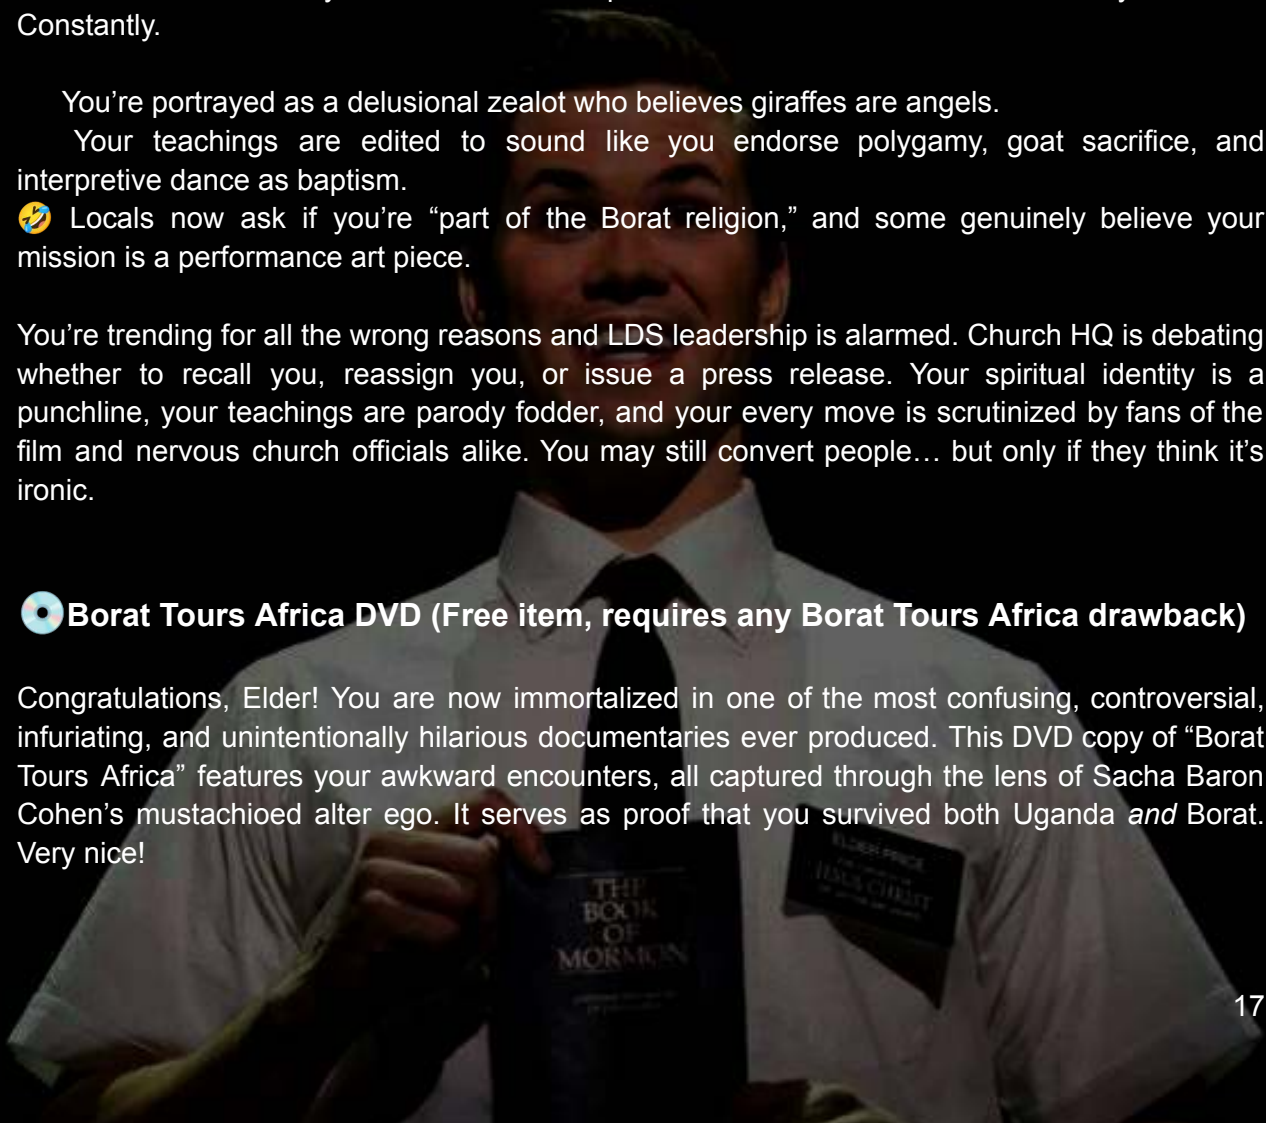 Constantly.
You’re portrayed as a delusional zealot who believes giraffes are angels.
Your teachings are edited to sound like you endorse polygamy, goat sacrifice, and
interpretive dance as baptism.
🤣 Locals now ask if you’re “part of the Borat religion,” and some genuinely believe your
mission is a performance art piece.
You’re trending for all the wrong reasons and LDS leadership is alarmed. Church HQ is debating
whether to recall you, reassign you, or issue a press release. Your spiritual identity is a
punchline, your teachings are parody fodder, and your every move is scrutinized by fans of the
film and nervous church officials alike. You may still convert people… but only if they think it’s
ironic.
💿Borat Tours Africa DVD (Free item, requires any Borat Tours Africa drawback)
Congratulations, Elder! You are now immortalized in one of the most confusing, controversial,
infuriating, and unintentionally hilarious documentaries ever produced. This DVD copy of “Borat
Tours Africa” features your awkward encounters, all captured through the lens of Sacha Baron
Cohen’s mustachioed alter ego. It serves as proof that you survived both Uganda and Borat.
Very nice!
ELDER PRICE
JESUS CHRIST
THE
BOOK
OF
MORMON
17